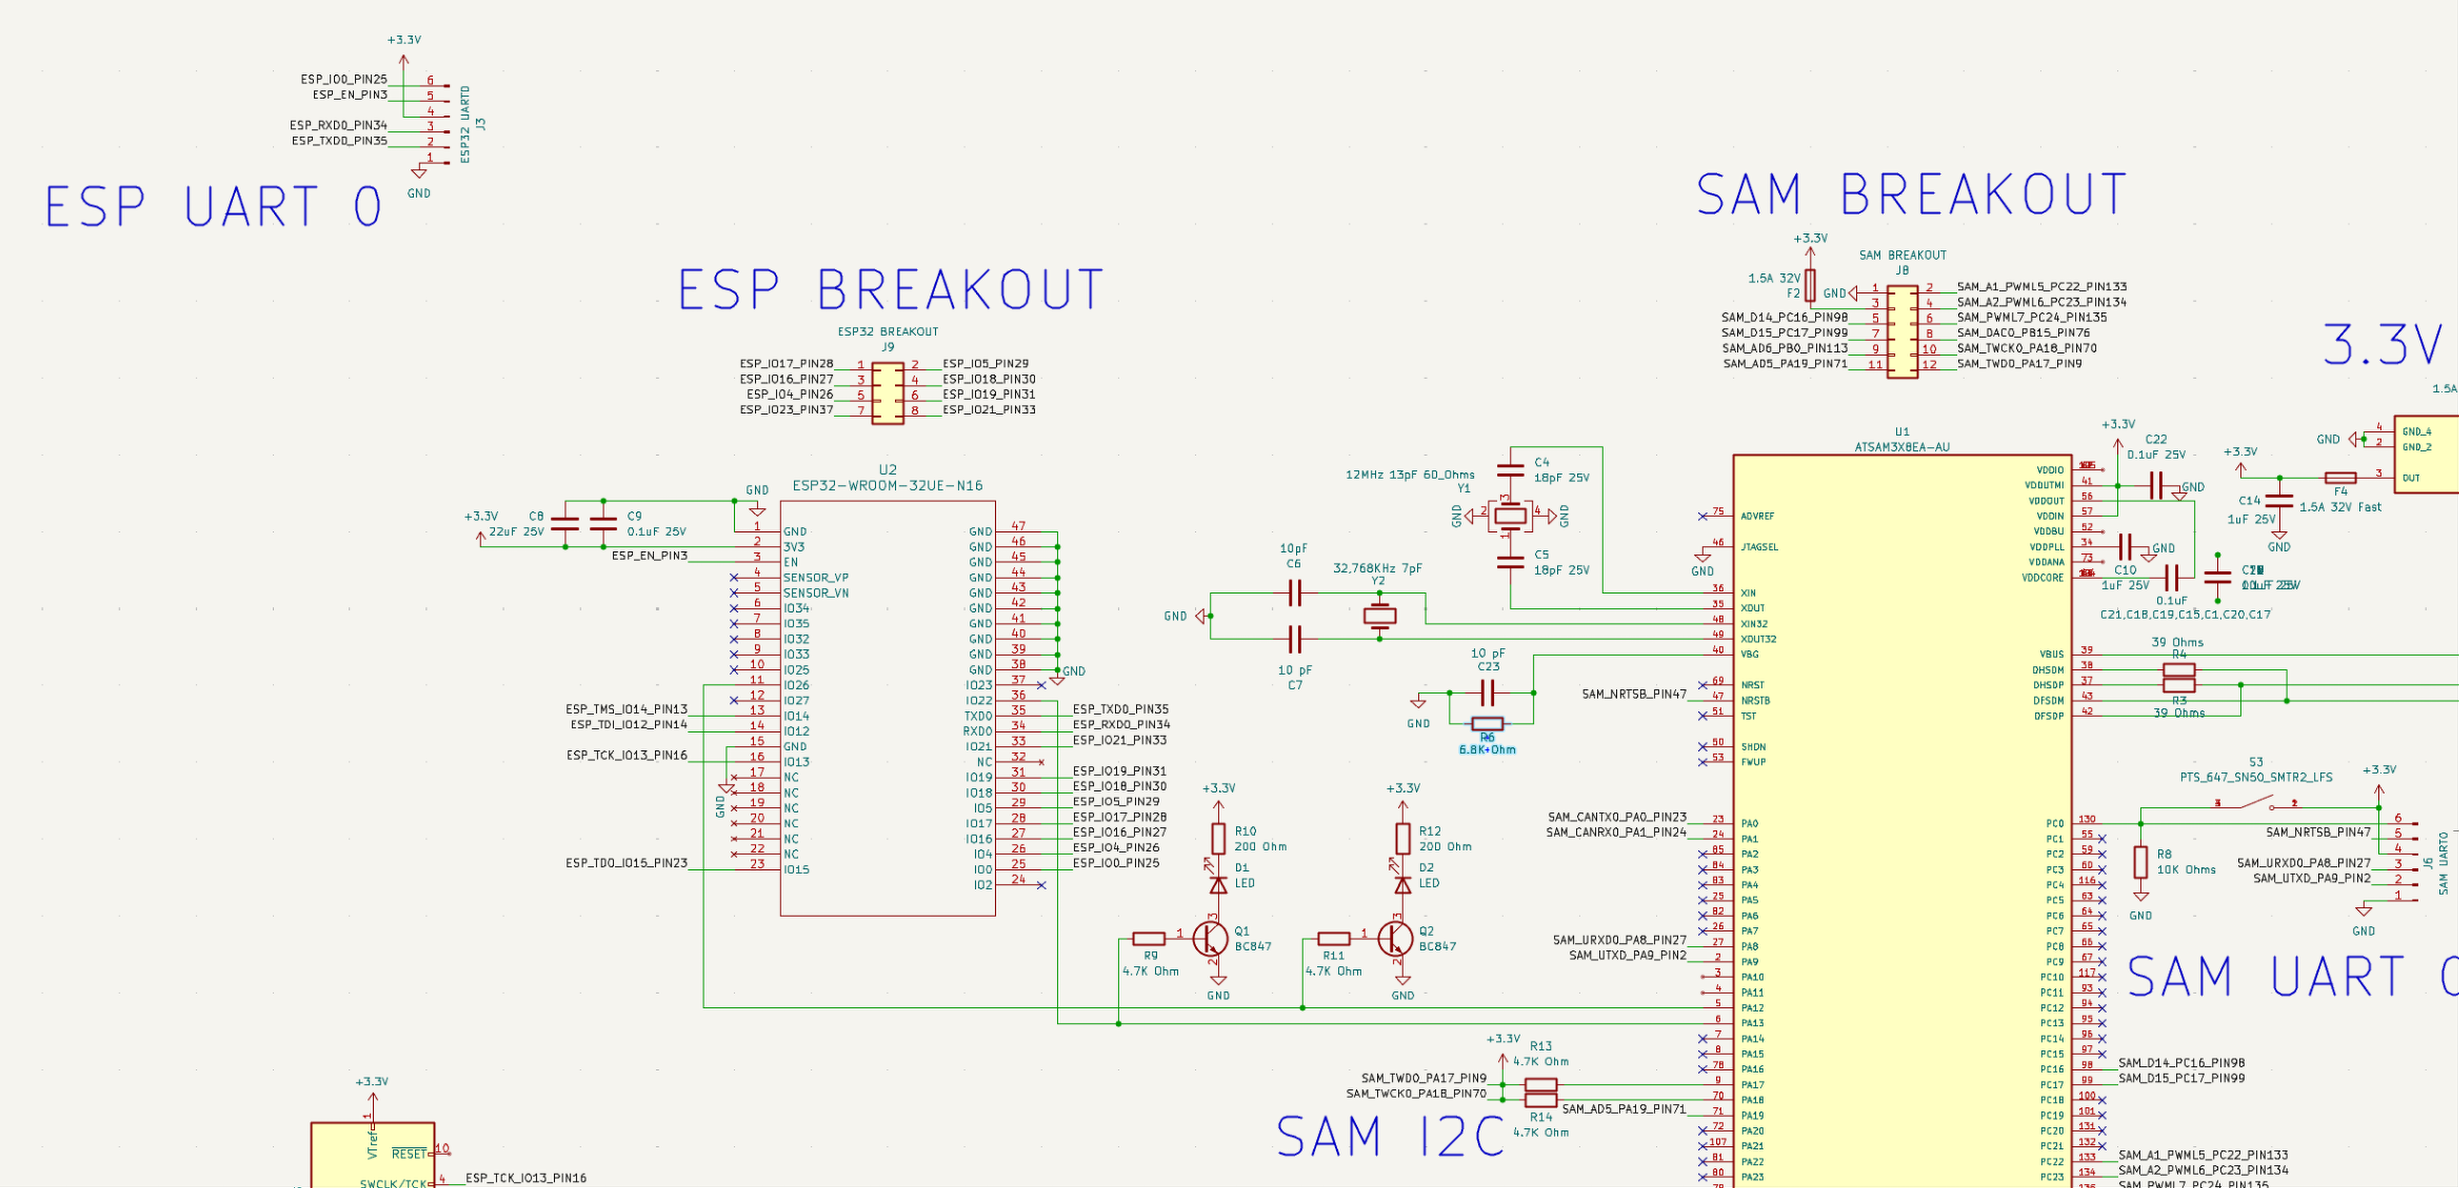 +3.3V
ESP_IO0_PIN25
6
ESP_EN_PIN3
5
4
ESP_RXD0_PIN34
3
ESP_TXD0_PIN35
2
1
GND
ESP32 UART0
J3
ESP UART 0
ESP BREAKOUT
ESP32 BREAKOUT
J9
ESP_IO17_PIN28 1 2 ESP_IO5_PIN29
ESP_IO16_PIN27 3 4 ESP_IO18_PIN30
ESP_IO4_PIN26 5 6 ESP_IO19_PIN31
ESP_IO23_PIN37 7 8 ESP_IO21_PIN33
SAM BREAKOUT
+3.3V
1.5A 32V
F2
SAM BREAKOUT
J8
GND 1 2 SAM_A1_PWML5_PC22_PIN133
3 4 SAM_A2_PWML6_PC23_PIN134
SAM_D14_PC16_PIN98 5 6 SAM_PWML7_PC24_PIN135
SAM_D15_PC17_PIN99 7 8 SAM_DAC0_PB15_PIN76
SAM_AD6_PB0_PIN113 9 10 SAM_TWCK0_PA18_PIN70
SAM_AD5_PA19_PIN71 11 12 SAM_TWD0_PA17_PIN9
3.3V
U2
ESP32-WROOM-32UE-N16
+3.3V
C8
22uF 25V
C9
0.1uF 25V
GND
ESP_EN_PIN3
1 GND
2 3V3
3 EN
4 SENSOR_VP
5 SENSOR_VN
6 IO34
7 IO35
8 IO32
9 IO33
10 IO25
11 IO26
12 IO27
ESP_TMS_IO14_PIN13 13 IO14
ESP_TDI_IO12_PIN14 14 IO12
15 GND
ESP_TCK_IO13_PIN16 16 IO13
17 NC
18 NC
19 NC
20 NC
21 NC
22 NC
ESP_TDO_IO15_PIN23 23 IO15
GND
GND 47
GND 46
GND 45
GND 44
GND 43
GND 42
GND 41
GND 40
GND 39
GND 38 GND
IO23 37
IO22 36
TXD0 35 ESP_TXD0_PIN35
RXD0 34 ESP_RXD0_PIN34
IO21 33 ESP_IO21_PIN33
NC 32
IO19 31 ESP_IO19_PIN31
IO18 30 ESP_IO18_PIN30
IO5 29 ESP_IO5_PIN29
IO17 28 ESP_IO17_PIN28
IO16 27 ESP_IO16_PIN27
IO4 26 ESP_IO4_PIN26
IO0 25 ESP_IO0_PIN25
IO2 24
12MHz 13pF 60_Ohms
Y1
C4
18pF 25V
3
GND 2
4 GND
1
C5
18pF 25V
10pF
C6
GND
10 pF
C7
32,768KHz 7pF
Y2
10 pF
C23
GND
R6
6.8K Ohm
+3.3V
R10
200 Ohm
D1
LED
3
1
2
Q1
BC847
R9
4.7K Ohm
GND
+3.3V
R12
200 Ohm
D2
LED
3
1
2
Q2
BC847
R11
4.7K Ohm
GND
+3.3V
R13
4.7K Ohm
SAM_TWD0_PA17_PIN9
SAM_TWCK0_PA18_PIN70
R14
4.7K Ohm
SAM_AD5_PA19_PIN71
SAM I2C
U1
ATSAM3X8EA-AU
75 ADVREF
46 JTAGSEL
GND
36 XIN
35 XOUT
48 XIN32
49 XOUT32
40 VBG
69 NRST
SAM_NRTSB_PIN47 47 NRSTB
51 TST
50 SHDN
53 FWUP
SAM_CANTX0_PA0_PIN23 23 PA0
SAM_CANRX0_PA1_PIN24 24 PA1
85 PA2
84 PA3
83 PA4
25 PA5
82 PA6
26 PA7
SAM_URXD0_PA8_PIN27 27 PA8
SAM_UTXD_PA9_PIN2 2 PA9
3 PA10
4 PA11
5 PA12
6 PA13
7 PA14
8 PA15
78 PA16
9 PA17
70 PA18
71 PA19
72 PA20
107 PA21
81 PA22
80 PA23
VDDIO
VDDUTMI 41
VDDOUT 56
VDDIN 57
VDDBU 52
VDDPLL 34
VDDANA 73
VDDCORE
VBUS 39
DHSDM 38
DHSDP 37
DFSDM 43
DFSDP 42
PC0 130
PC1 55
PC2 59
PC3 60
PC4 116
PC5 63
PC6 64
PC7 65
PC8 66
PC9 67
PC10 117
PC11 93
PC12 94
PC13 95
PC14 96
PC15 97
PC16 98 SAM_D14_PC16_PIN98
PC17 99 SAM_D15_PC17_PIN99
PC18 100
PC19 101
PC20 131
PC21 132
PC22 133 SAM_A1_PWML5_PC22_PIN133
PC23 134 SAM_A2_PWML6_PC23_PIN134
SAM_PWML7_PC24_PIN135
+3.3V
C22
0.1uF 25V
GND
GND
C10
1uF 25V
0.1uF
C21,C18,C19,C15,C1,C20,C17
39 Ohms
R4
R3
39 Ohms
+3.3V
C14
1uF 25V
GND
F4
1.5A 32V Fast
GND
4 GND_4
2 GND_2
3 OUT
S3
PTS_647_SN50_SMTR2_LFS
+3.3V
R8
10K Ohms
GND
6
SAM_NRTSB_PIN47 5
4
SAM_URXD0_PA8_PIN27 3
SAM_UTXD_PA9_PIN2 2
1
GND
J6
SAM UART0
SAM UART 0
+3.3V
1
VTref
RESET 10
SWCLK/TCK 4 ESP_TCK_IO13_PIN16